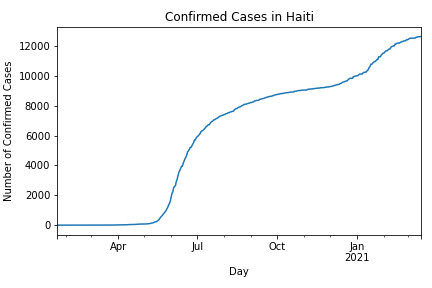 Confirmed Cases in Haiti
Number of Confirmed Cases
12000
10000
8000
6000
4000
2000
0
Apr
Jul
Oct
Jan
2021
Day